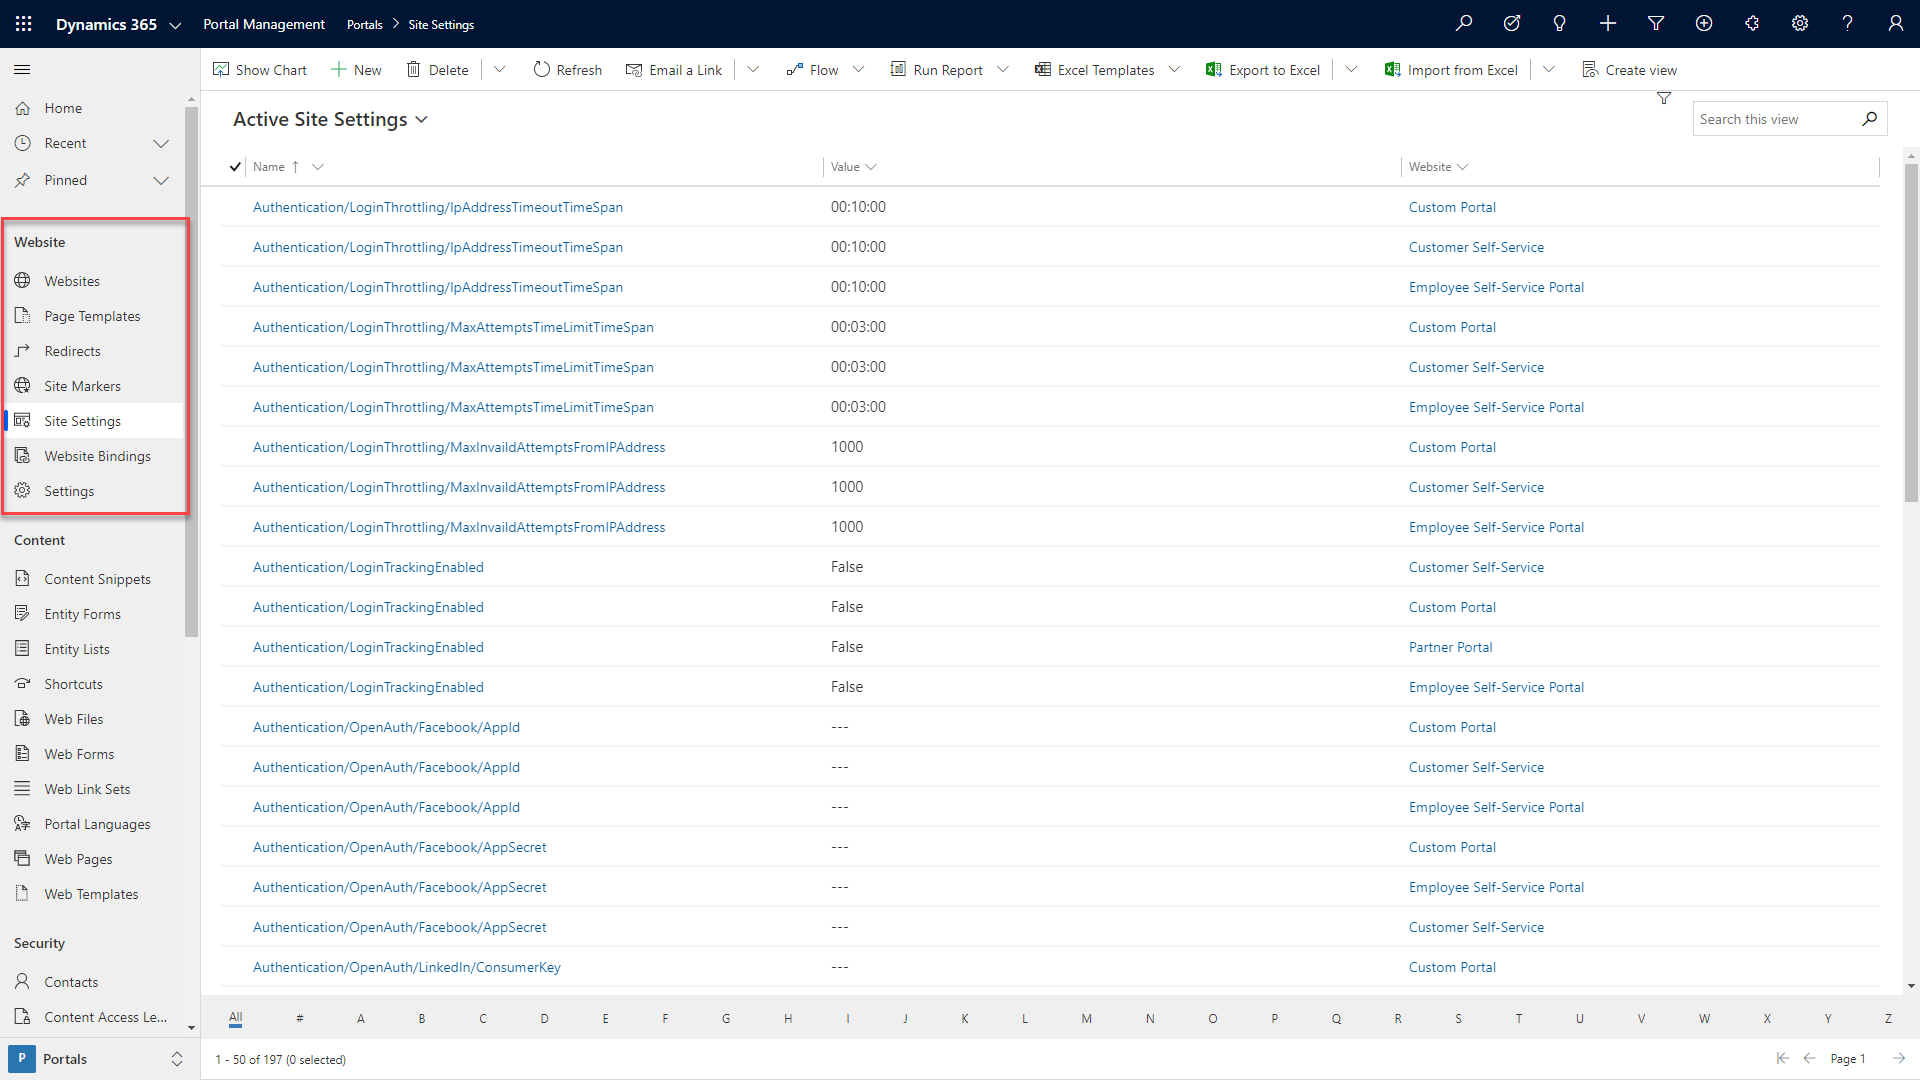 Dynamics 365 Portal Management Portals Site Settings
Show Chart New Delete Refresh Email a Link Flow Run Report Excel Templates Export to Excel Import from Excel Create view
Home
Recent
Pinned
Website
Websites
Page Templates
Redirects
Site Markers
Site Settings
Website Bindings
Settings
Content
Content Snippets
Entity Forms
Entity Lists
Shortcuts
Web Files
Web Forms
Web Link Sets
Portal Languages
Web Pages
Web Templates
Security
Contacts
Content Access Le...
P Portals
Active Site Settings
Search this view
Name Value Website
Authentication/LoginThrottling/IpAddressTimeoutTimeSpan 00:10:00 Custom Portal
Authentication/LoginThrottling/IpAddressTimeoutTimeSpan 00:10:00 Customer Self-Service
Authentication/LoginThrottling/IpAddressTimeoutTimeSpan 00:10:00 Employee Self-Service Portal
Authentication/LoginThrottling/MaxAttemptsTimeLimitTimeSpan 00:03:00 Custom Portal
Authentication/LoginThrottling/MaxAttemptsTimeLimitTimeSpan 00:03:00 Customer Self-Service
Authentication/LoginThrottling/MaxAttemptsTimeLimitTimeSpan 00:03:00 Employee Self-Service Portal
Authentication/LoginThrottling/MaxInvaildAttemptsFromIPAddress 1000 Custom Portal
Authentication/LoginThrottling/MaxInvaildAttemptsFromIPAddress 1000 Customer Self-Service
Authentication/LoginThrottling/MaxInvaildAttemptsFromIPAddress 1000 Employee Self-Service Portal
Authentication/LoginTrackingEnabled False Customer Self-Service
Authentication/LoginTrackingEnabled False Custom Portal
Authentication/LoginTrackingEnabled False Partner Portal
Authentication/LoginTrackingEnabled False Employee Self-Service Portal
Authentication/OpenAuth/Facebook/AppId --- Custom Portal
Authentication/OpenAuth/Facebook/AppId --- Customer Self-Service
Authentication/OpenAuth/Facebook/AppId --- Employee Self-Service Portal
Authentication/OpenAuth/Facebook/AppSecret --- Custom Portal
Authentication/OpenAuth/Facebook/AppSecret --- Employee Self-Service Portal
Authentication/OpenAuth/Facebook/AppSecret --- Customer Self-Service
Authentication/OpenAuth/LinkedIn/ConsumerKey --- Custom Portal
All # A B C D E F G H I J K L M N O P Q R S T U V W X Y Z
1 - 50 of 197 (0 selected) Page 1